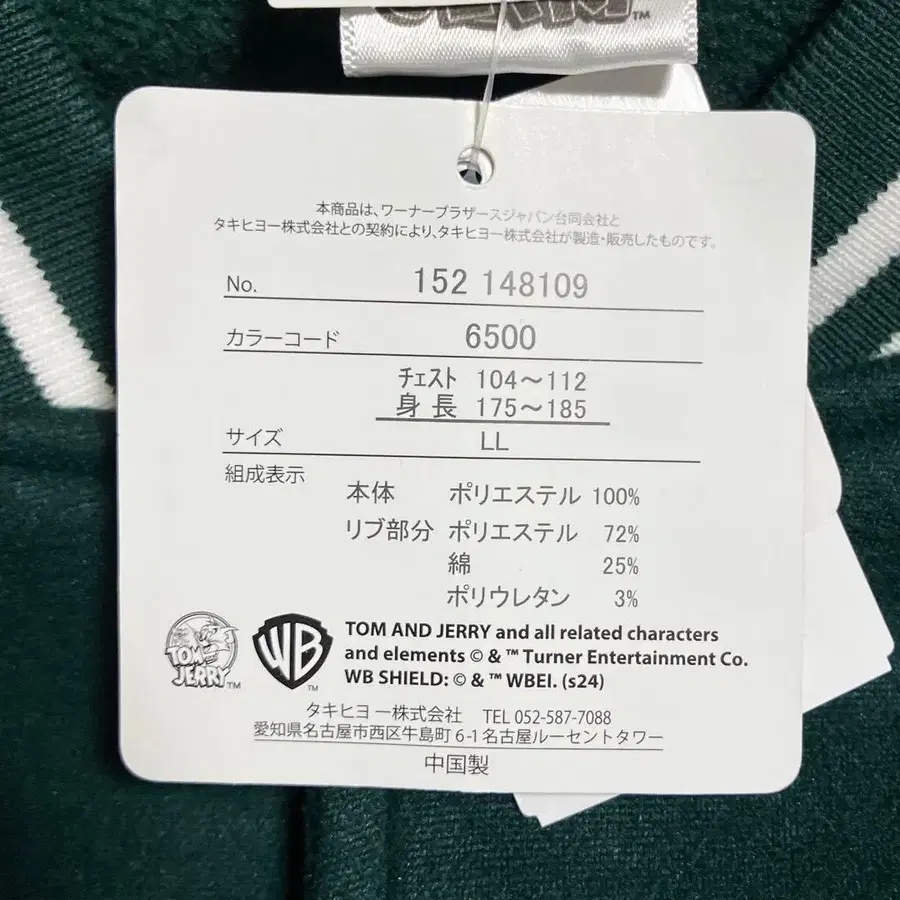 TM
本商品は、ワーナーブラザースジャパン合同会社と
タキヒヨー株式会社との契約により、タキヒヨー株式会社が製造・販売したものです。
No. 152 148109
カラーコード 6500
チェスト 104～112
身長 175～185
サイズ LL
組成表示
本体 ポリエステル 100%
リブ部分 ポリエステル 72%
綿 25%
ポリウレタン 3%
TOM AND JERRY TM
WB TM
TOM AND JERRY and all related characters
and elements © & ™ Turner Entertainment Co.
WB SHIELD: © & ™ WBEI. (s24)
タキヒヨー株式会社 TEL 052-587-7088
愛知県名古屋市西区牛島町6-1名古屋ルーセントタワー
中国製